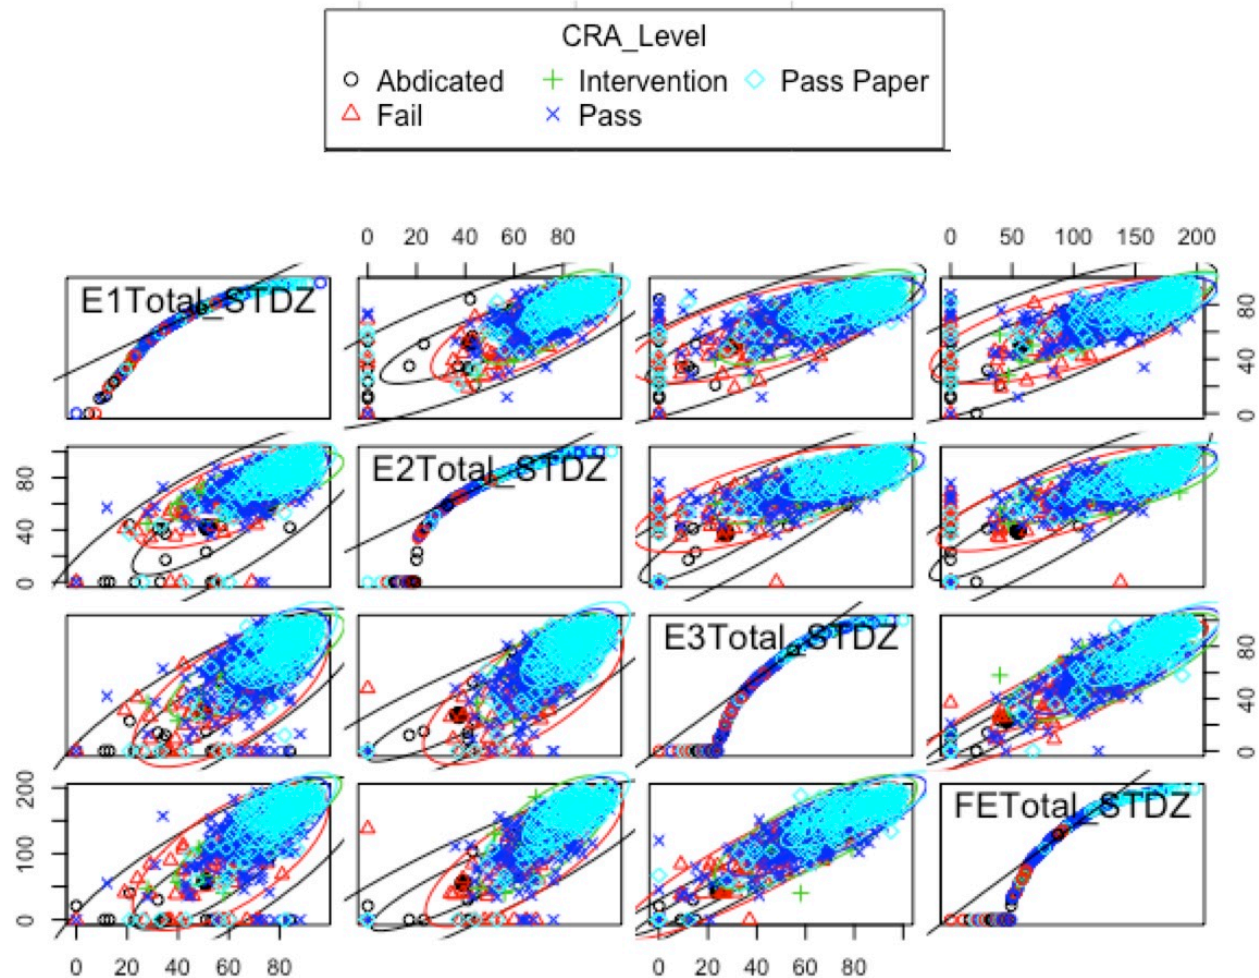 CRA_Level
Abdicated Intervention Pass Paper
Fail Pass
0 20 40 60 80 0 50 100 150 200
E1Total_STDZ
0 40 80
0 40 80
E2Total_STDZ
E3Total_STDZ
0 40 80
0 100 200
FETotal_STDZ
0 20 40 60 80 0 20 40 60 80